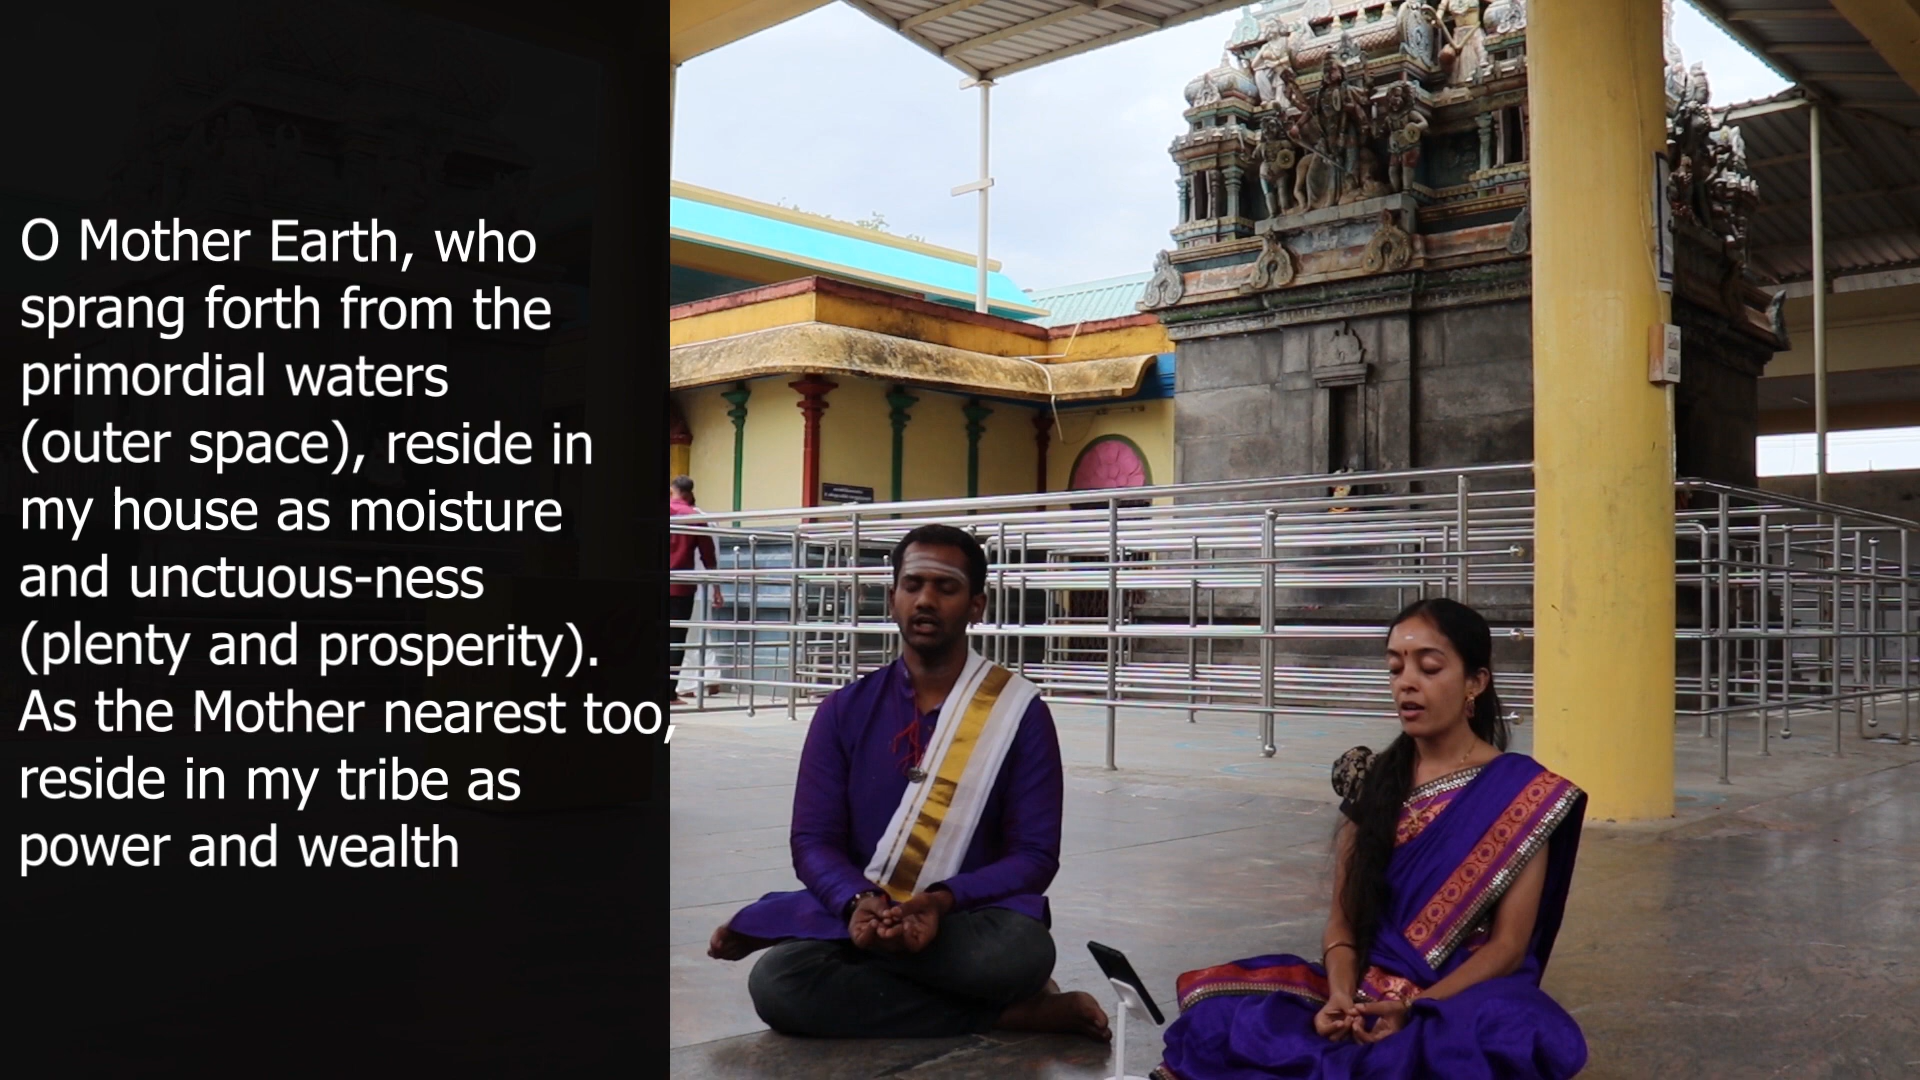 O Mother Earth, who
sprang forth from the
primordial waters
(outer space), reside in
my house as moisture
and unctuous-ness
(plenty and prosperity).
As the Mother nearest too,
reside in my tribe as
power and wealth